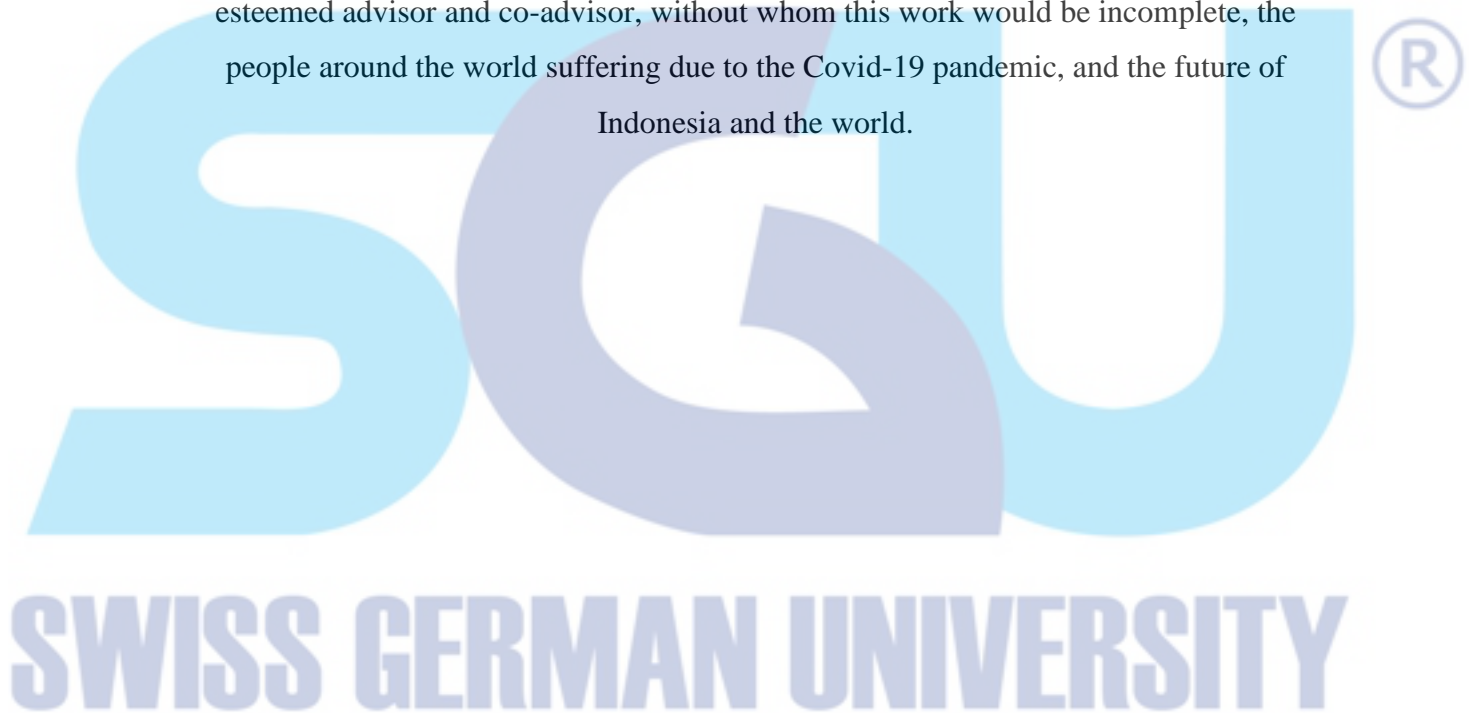 esteemed advisor and co-advisor, without whom this work would be incomplete, the
people around the world suffering due to the Covid-19 pandemic, and the future of
Indonesia and the world.
SGU ®
SWISS GERMAN UNIVERSITY